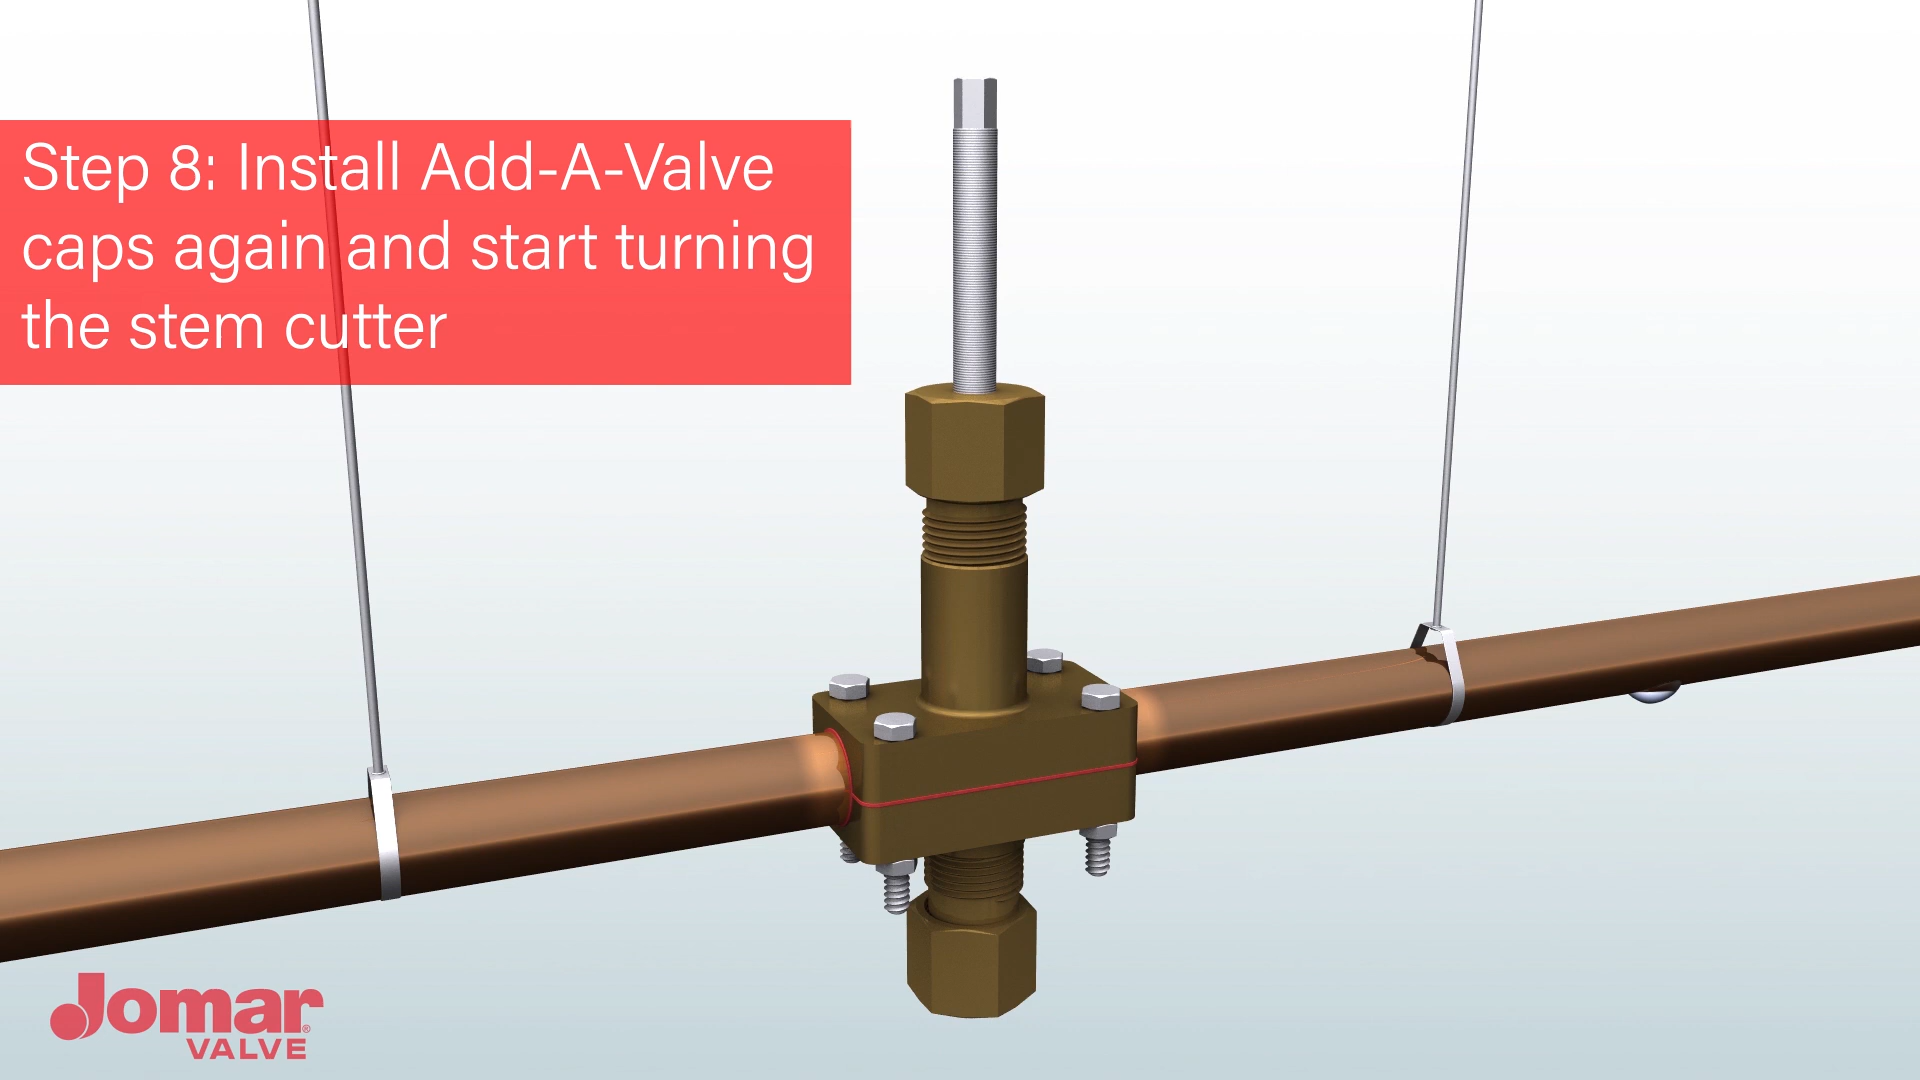 Step 8: Install Add-A-Valve
caps again and start turning
the stem cutter
Jomar®
VALVE